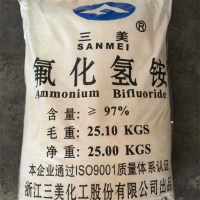 ®
三美
SANMEI
氟化氢铵
Ammonium Bifluoride
含量:≥97%
毛重:25.10 KGS
净重:25.00 KGS
本企业通过ISO9001质量体系认证
浙江三美化工股份有限公司出品